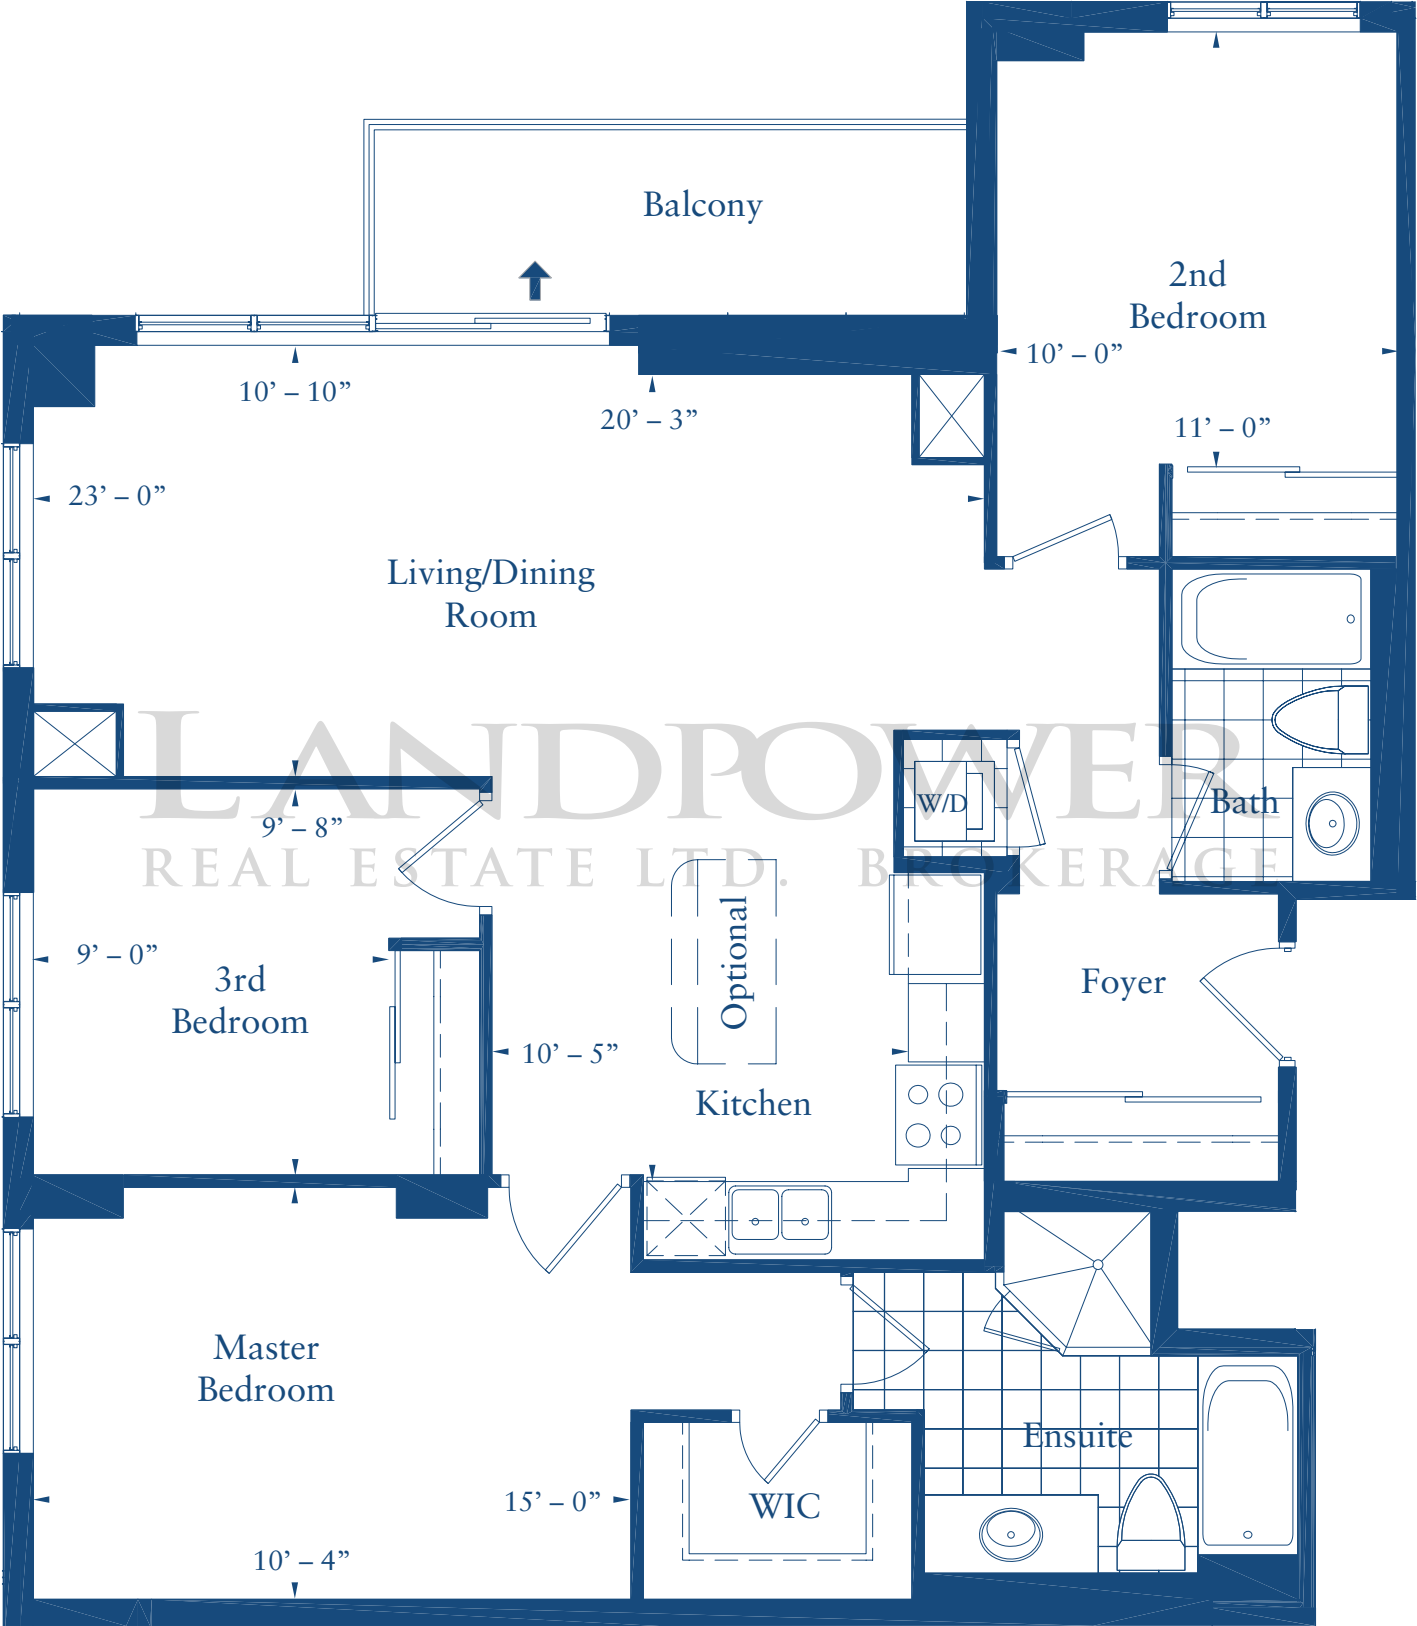 Balcony
2nd
Bedroom
10’ – 0”
10’ – 10”
20’ – 3”
11’ – 0”
23’ – 0”
Living/Dining
Room
LANDPOWER
REAL ESTATE LTD. BROKERAGE
W/D
Bath
9’ – 8”
Optional
9’ – 0”
3rd
Bedroom
Foyer
10’ – 5”
Kitchen
Master
Bedroom
Ensuite
15’ – 0”
WIC
10’ – 4”